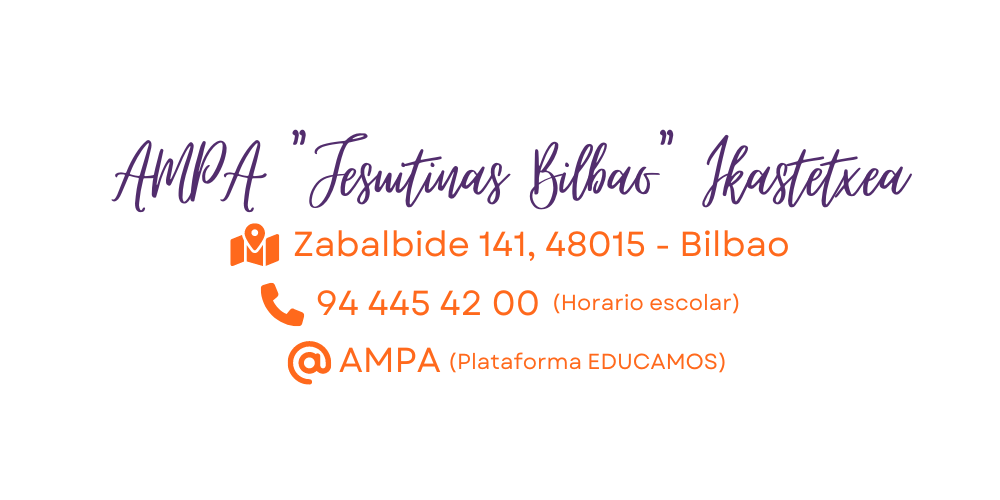 AMPA "Jesuitinas Bilbao" Ikastetxea
Zabalbide 141, 48015 - Bilbao
94 445 42 00 (Horario escolar)
@ AMPA (Plataforma EDUCAMOS)